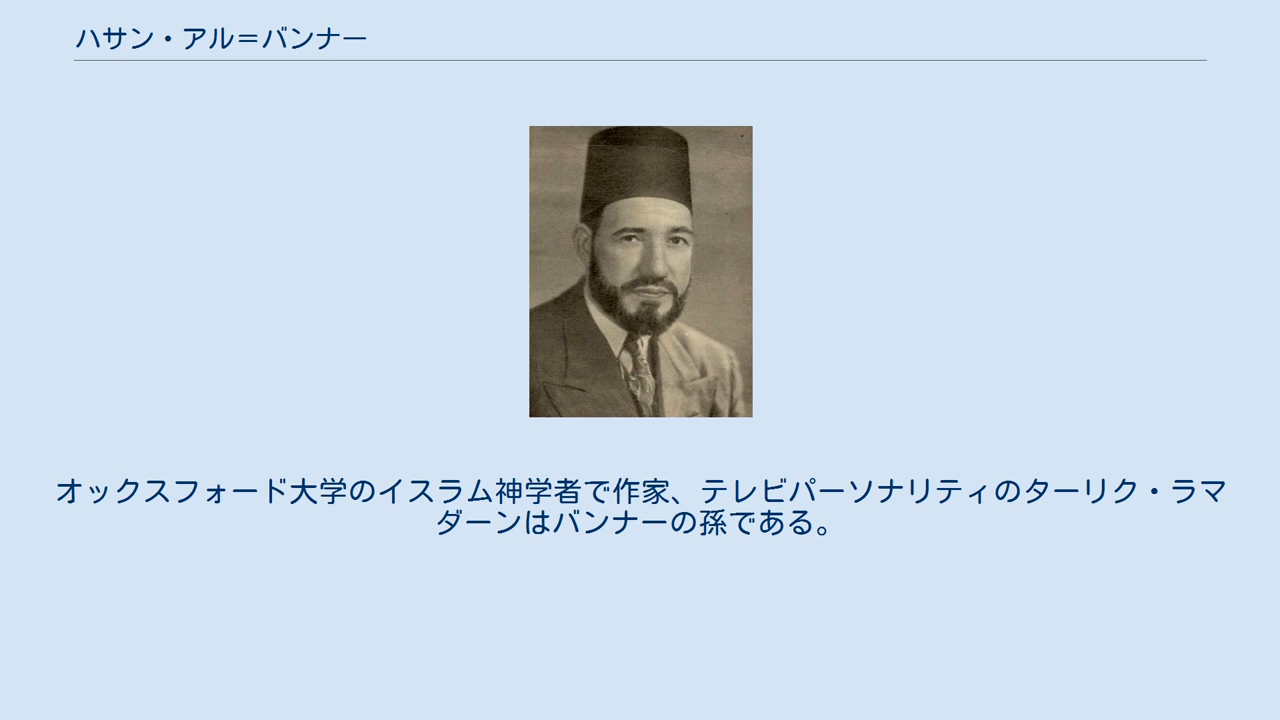 ハサン・アル＝バンナー
オックスフォード大学のイスラム神学者で作家、テレビパーソナリティのターリク・ラマ
ダーンはバンナーの孫である。